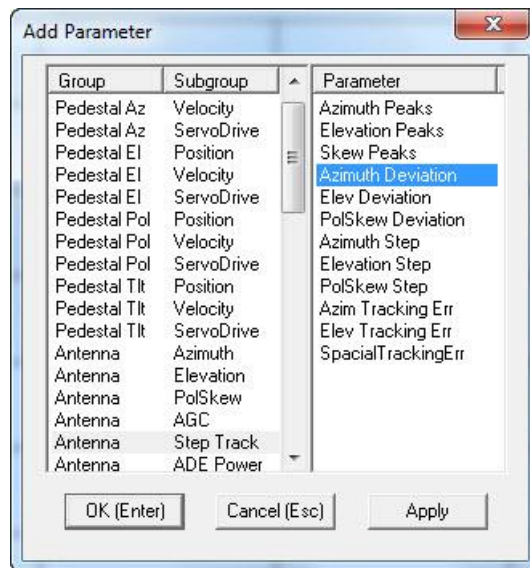 Add Parameter
Group Subgroup Parameter
Pedestal Az Velocity
Pedestal Az ServoDrive
Pedestal El Position
Pedestal El Velocity
Pedestal El ServoDrive
Pedestal Pol Position
Pedestal Pol Velocity
Pedestal Pol ServoDrive
Pedestal Tlt Position
Pedestal Tlt Velocity
Pedestal Tlt ServoDrive
Antenna Azimuth
Antenna Elevation
Antenna PolSkew
Antenna AGC
Antenna Step Track
Antenna ADE Power
Azimuth Peaks
Elevation Peaks
Skew Peaks
Azimuth Deviation
Elev Deviation
PolSkew Deviation
Azimuth Step
Elevation Step
PolSkew Step
Azim Tracking Err
Elev Tracking Err
SpacialTrackingErr
OK (Enter) Cancel (Esc) Apply